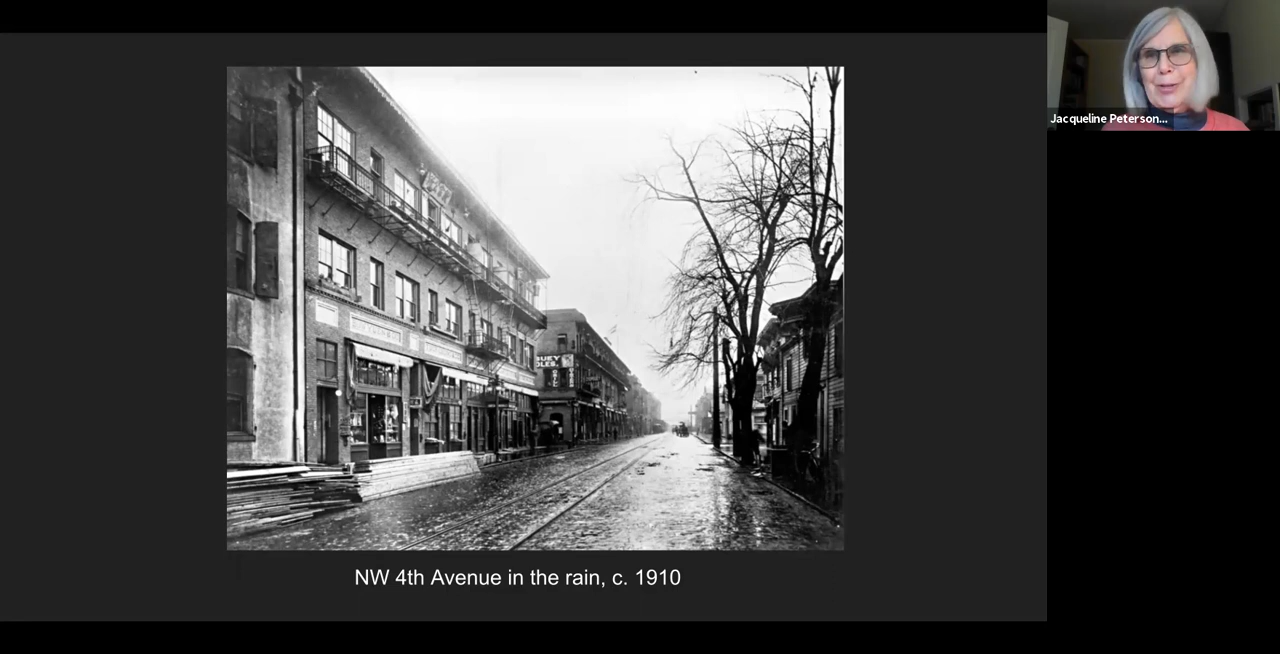 Jacqueline Peterson...
NW 4th Avenue in the rain, c. 1910